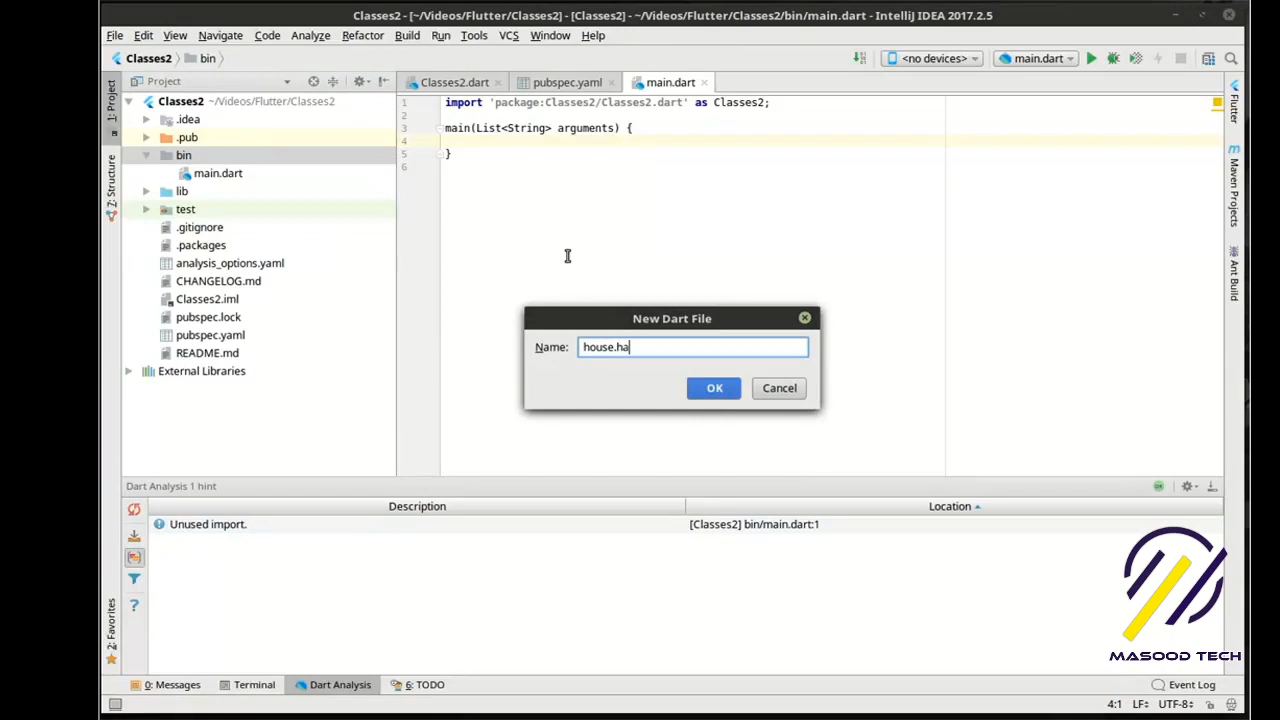 Classes2 - [~/Videos/Flutter/Classes2] - [Classes2] - ~/Videos/Flutter/Classes2/bin/main.dart - IntelliJ IDEA 2017.2.5
File Edit View Navigate Code Analyze Refactor Build Run Tools VCS Window Help
Classes2 bin <no devices> main.dart
1: Project
Z: Structure
2: Favorites
Project
Classes2 ~/Videos/Flutter/Classes2
.idea
.pub
bin
main.dart
lib
test
.gitignore
.packages
analysis_options.yaml
CHANGELOG.md
Classes2.iml
pubspec.lock
pubspec.yaml
README.md
External Libraries
Classes2.dart pubspec.yaml main.dart
1 import 'package:Classes2/Classes2.dart' as Classes2;
2
3 main(List<String> arguments) {
4
5 }
6
New Dart File
Name: house.ha
OK Cancel
Flutter
Maven Projects
Ant Build
Dart Analysis 1 hint
Description Location
Unused import. [Classes2] bin/main.dart:1
MASOOD TECH
0: Messages Terminal Dart Analysis 6: TODO Event Log
4:1 LF÷ UTF-8÷